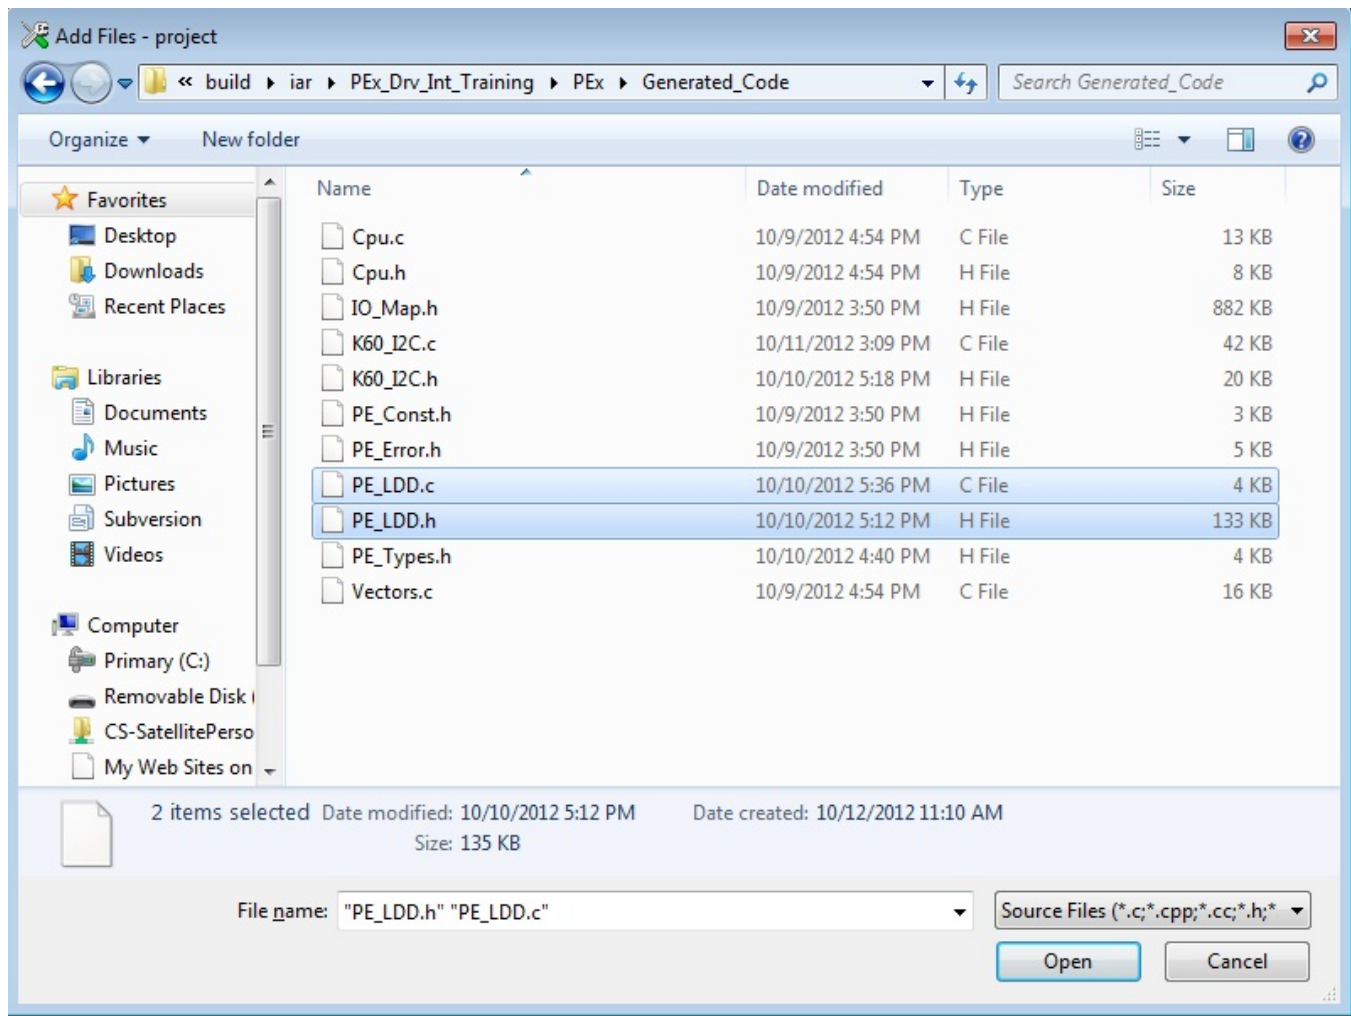 Add Files - project
« build ▸ iar ▸ PEx_Drv_Int_Training ▸ PEx ▸ Generated_Code
Search Generated_Code
Organize
New folder
Favorites
Desktop
Downloads
Recent Places
Libraries
Documents
Music
Pictures
Subversion
Videos
Computer
Primary (C:)
Removable Disk (
CS-SatellitePerso
My Web Sites on
Name Date modified Type Size
Cpu.c 10/9/2012 4:54 PM C File 13 KB
Cpu.h 10/9/2012 4:54 PM H File 8 KB
IO_Map.h 10/9/2012 3:50 PM H File 882 KB
K60_I2C.c 10/11/2012 3:09 PM C File 42 KB
K60_I2C.h 10/10/2012 5:18 PM H File 20 KB
PE_Const.h 10/9/2012 3:50 PM H File 3 KB
PE_Error.h 10/9/2012 3:50 PM H File 5 KB
PE_LDD.c 10/10/2012 5:36 PM C File 4 KB
PE_LDD.h 10/10/2012 5:12 PM H File 133 KB
PE_Types.h 10/10/2012 4:40 PM H File 4 KB
Vectors.c 10/9/2012 4:54 PM C File 16 KB
2 items selected Date modified: 10/10/2012 5:12 PM Date created: 10/12/2012 11:10 AM
Size: 135 KB
File name: "PE_LDD.h" "PE_LDD.c"
Source Files (*.c;*.cpp;*.cc;*.h;*
Open
Cancel